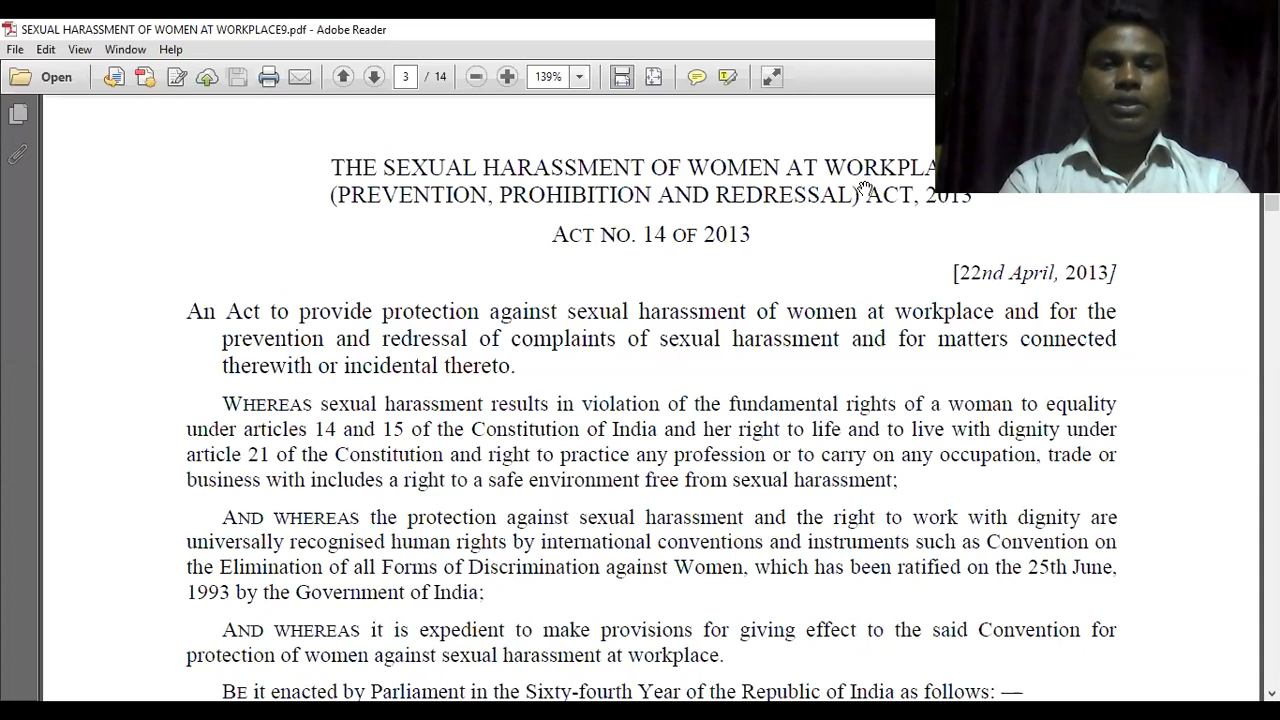 SEXUAL HARASSMENT OF WOMEN AT WORKPLACE9.pdf - Adobe Reader
File Edit View Window Help
Open 3 / 14 139%
THE SEXUAL HARASSMENT OF WOMEN AT
(PREVENTION, PROHIBITION AND REDRESSAL) ACT, 2013
ACT NO. 14 OF 2013
[22nd April, 2013]
An Act to provide protection against sexual harassment of women at workplace and for the
prevention and redressal of complaints of sexual harassment and for matters connected
therewith or incidental thereto.
WHEREAS sexual harassment results in violation of the fundamental rights of a woman to equality
under articles 14 and 15 of the Constitution of India and her right to life and to live with dignity under
article 21 of the Constitution and right to practice any profession or to carry on any occupation, trade or
business with includes a right to a safe environment free from sexual harassment;
AND WHEREAS the protection against sexual harassment and the right to work with dignity are
universally recognised human rights by international conventions and instruments such as Convention on
the Elimination of all Forms of Discrimination against Women, which has been ratified on the 25th June,
1993 by the Government of India;
AND WHEREAS it is expedient to make provisions for giving effect to the said Convention for
protection of women against sexual harassment at workplace.
BE it enacted by Parliament in the Sixty-fourth Year of the Republic of India as follows: —